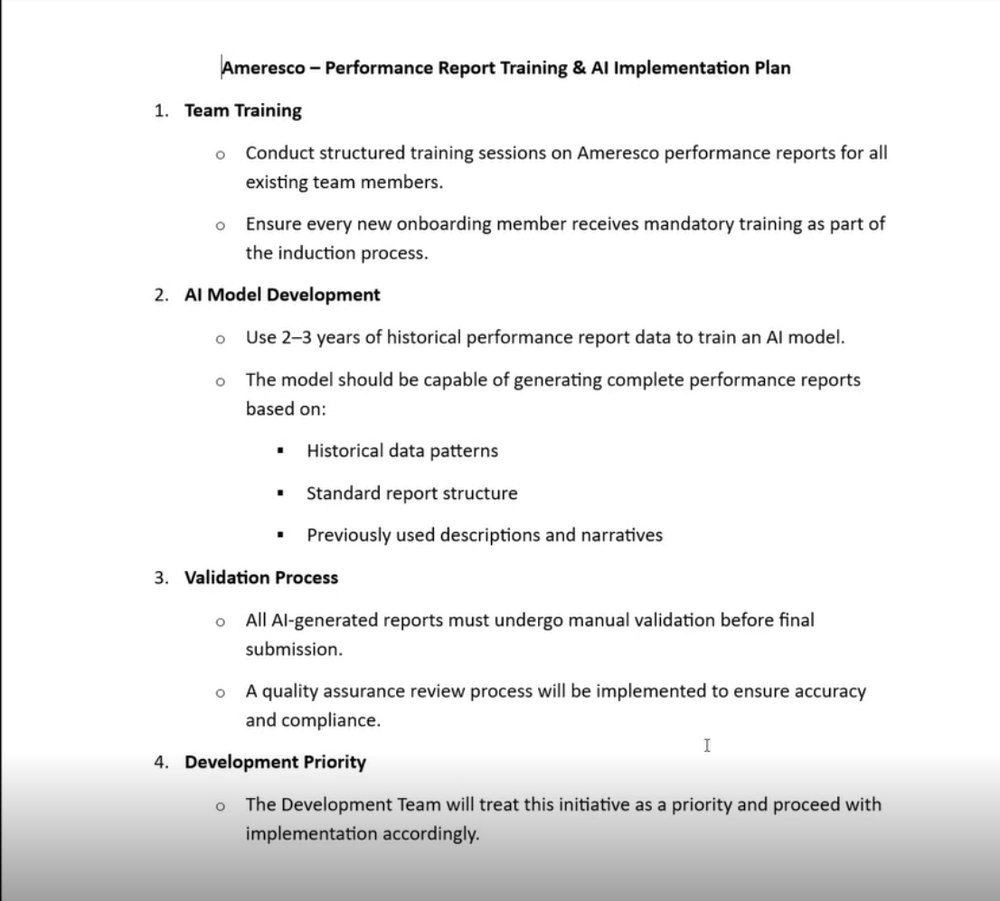 Ameresco – Performance Report Training & AI Implementation Plan
1. Team Training
o Conduct structured training sessions on Ameresco performance reports for all
existing team members.
o Ensure every new onboarding member receives mandatory training as part of
the induction process.
2. AI Model Development
o Use 2–3 years of historical performance report data to train an AI model.
o The model should be capable of generating complete performance reports
based on:
▪ Historical data patterns
▪ Standard report structure
▪ Previously used descriptions and narratives
3. Validation Process
o All AI-generated reports must undergo manual validation before final
submission.
o A quality assurance review process will be implemented to ensure accuracy
and compliance.
4. Development Priority
o The Development Team will treat this initiative as a priority and proceed with
implementation accordingly.